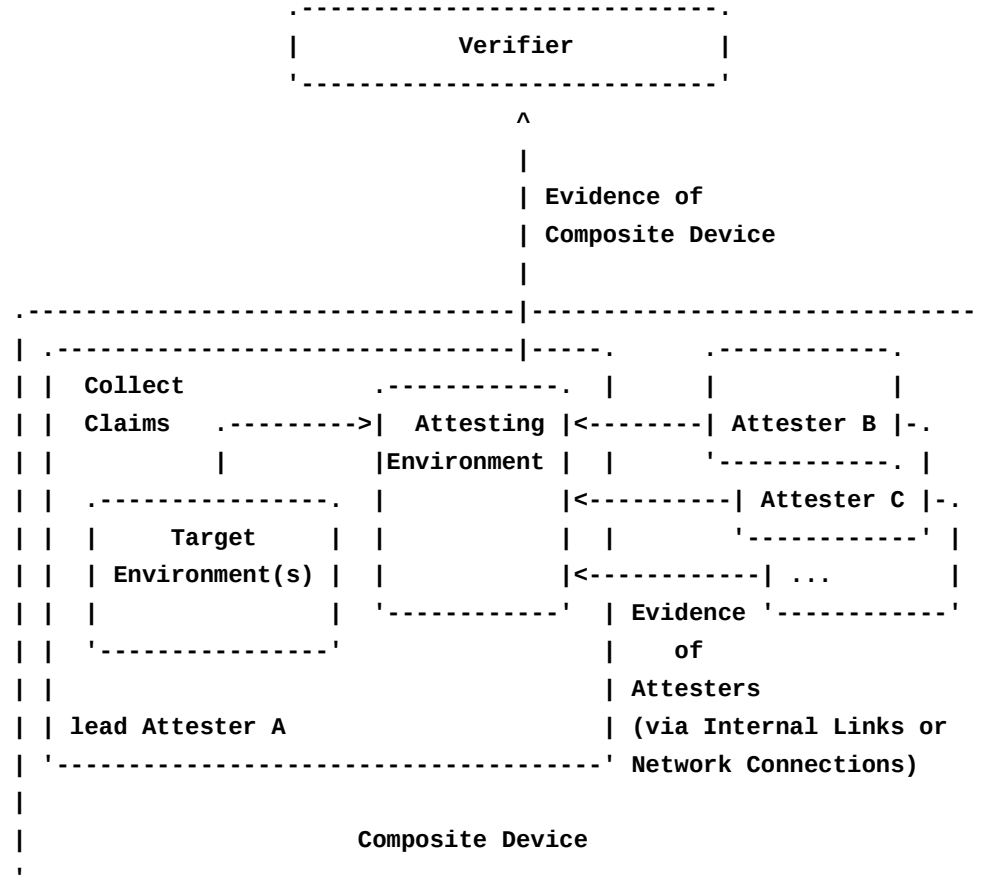 Verifier
Evidence of
Composite Device
Collect
Claims Attesting Attester B
Environment
Attester C
Target
Environment(s) ...
Evidence
of
Attesters
lead Attester A (via Internal Links or
Network Connections)
Composite Device